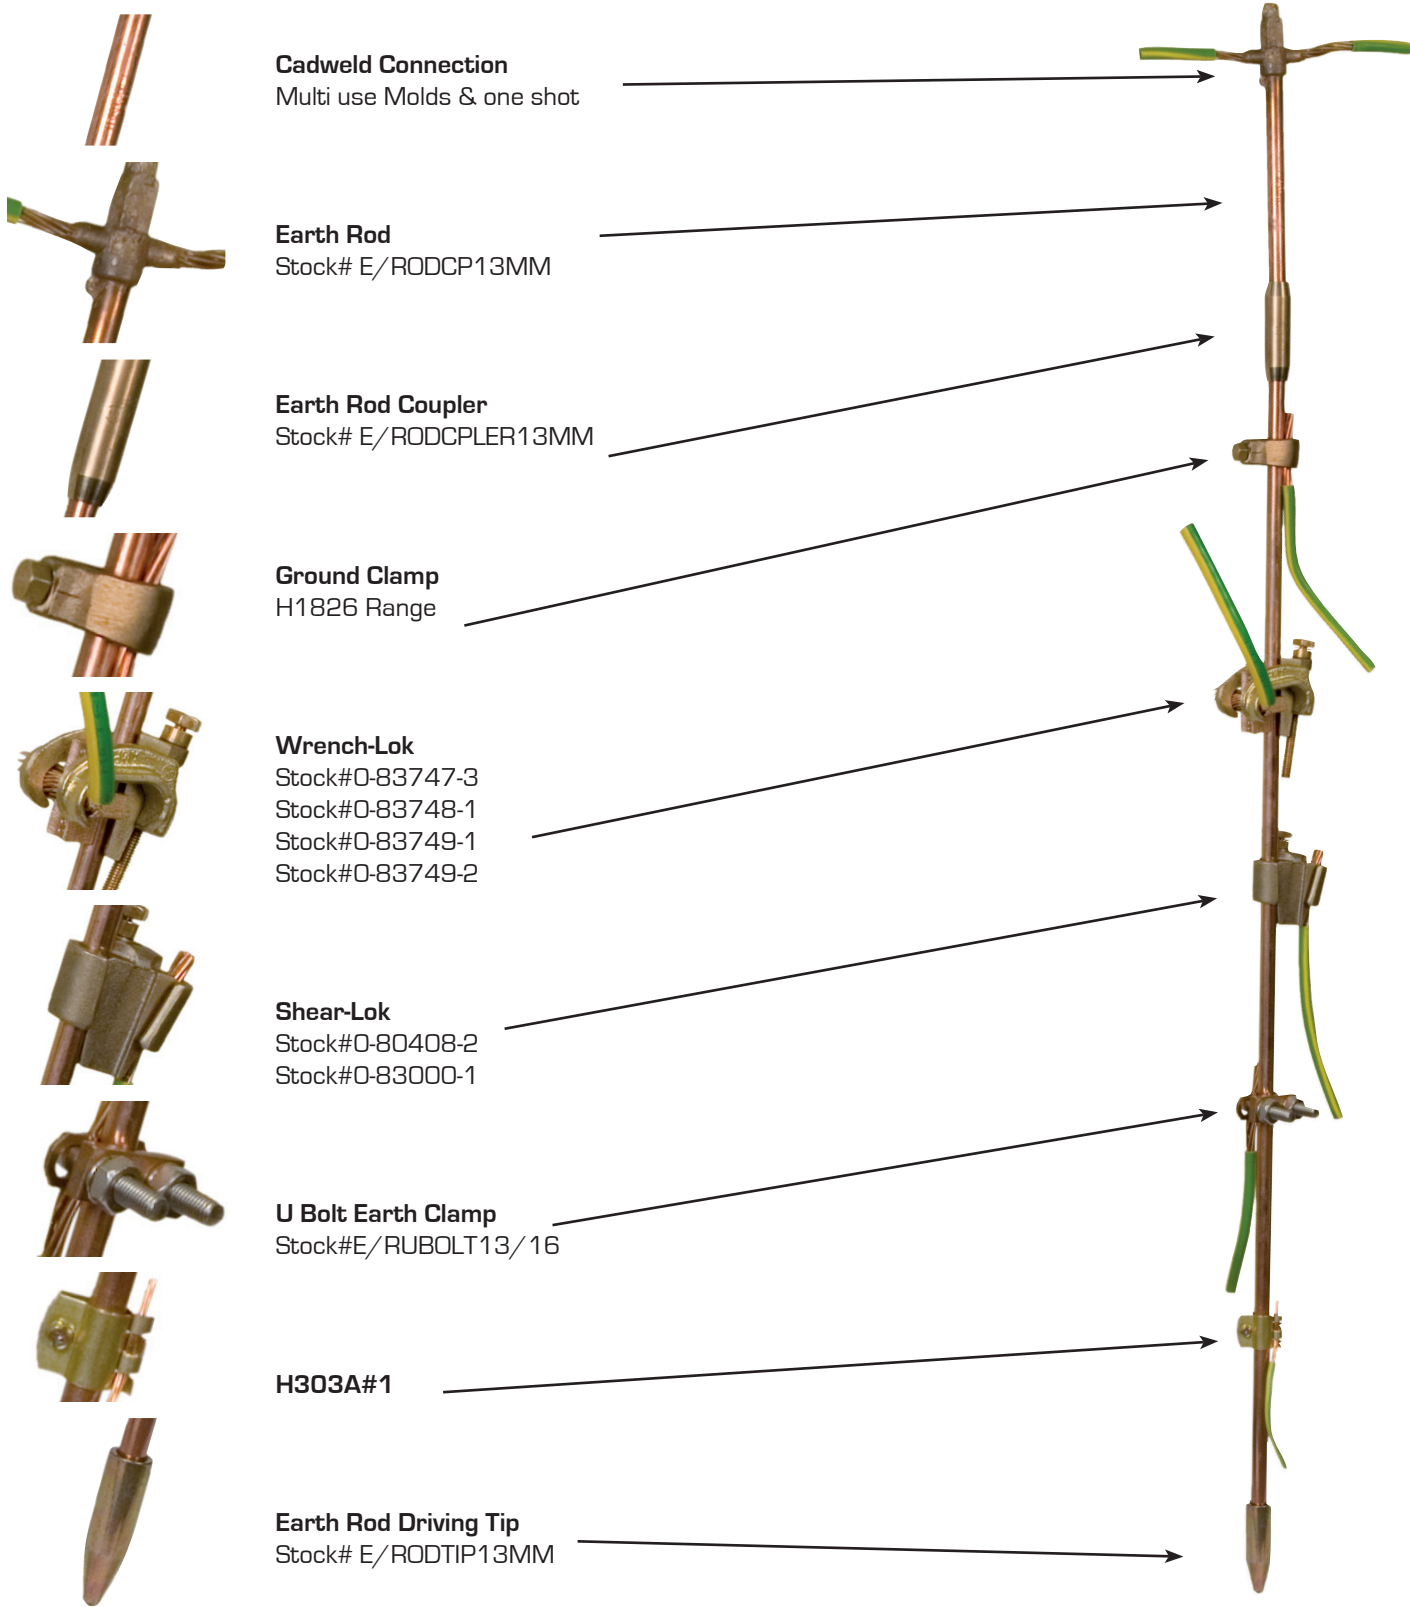 Cadweld Connection
Multi use Molds & one shot
Earth Rod
Stock# E/RODCP13MM
Earth Rod Coupler
Stock# E/RODCPLER13MM
Ground Clamp
H1826 Range
Wrench-Lok
Stock#0-83747-3
Stock#0-83748-1
Stock#0-83749-1
Stock#0-83749-2
Shear-Lok
Stock#0-80408-2
Stock#0-83000-1
U Bolt Earth Clamp
Stock#E/RUBOLT13/16
H303A#1
Earth Rod Driving Tip
Stock# E/RODTIP13MM